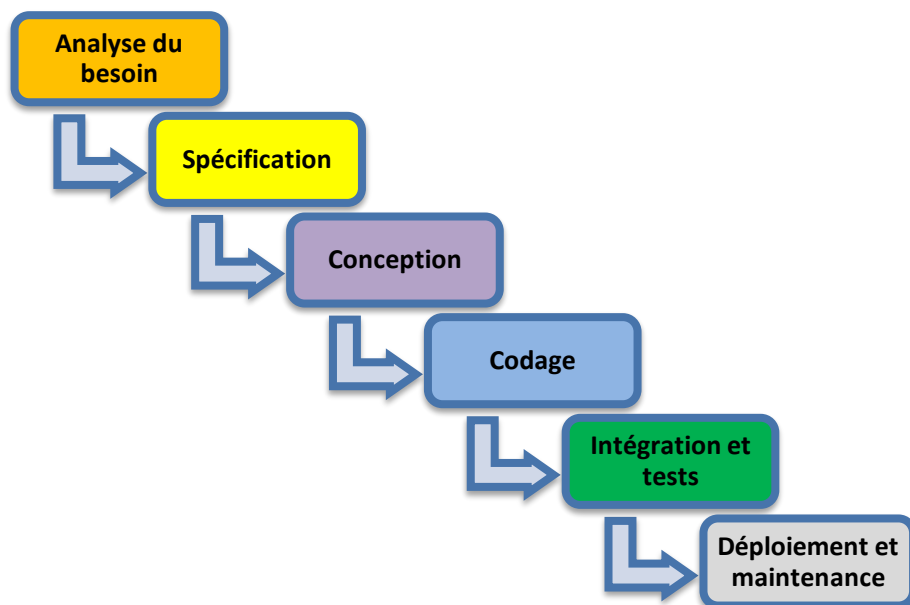 Analyse du
besoin
Spécification
Conception
Codage
Intégration et
tests
Déploiement et
maintenance